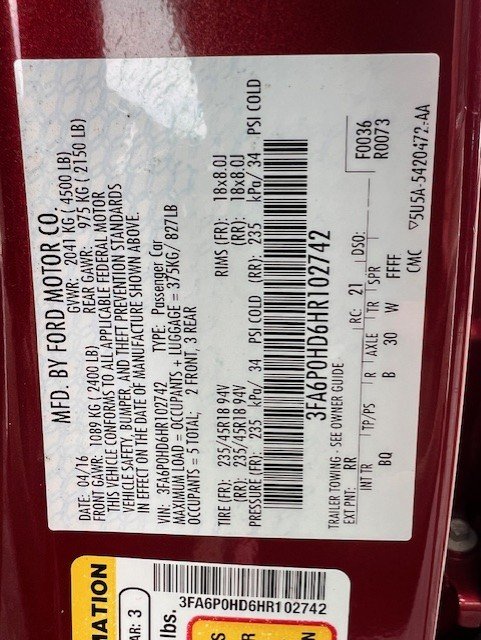 MFD. BY FORD MOTOR CO.
DATE: 04/16 GVWR: 2041 KG ( 4500 LB)
FRONT GAWR: 1089 KG ( 2400 LB) REAR GAWR: 975 KG ( 2150 LB)
THIS VEHICLE CONFORMS TO ALL APPLICABLE FEDERAL MOTOR
VEHICLE SAFETY, BUMPER, AND THEFT PREVENTION STANDARDS
IN EFFECT ON THE DATE OF MANUFACTURE SHOWN ABOVE.
VIN: 3FA6P0HD6HR102742 TYPE: Passenger Car
MAXIMUM LOAD = OCCUPANTS + LUGGAGE = 375KG/ 827LB
OCCUPANTS = 5 TOTAL; 2 FRONT, 3 REAR
TIRE (FR): 235/45R18 94V RIMS (FR): 18x8.0J
(RR): 235/45R18 94V (RR): 18x8.0J
PRESSURE (FR): 235 kPa/ 34 PSI COLD (RR): 235 kPa/ 34 PSI COLD
3FA6P0HD6HR102742
TRAILER TOWING - SEE OWNER GUIDE
F0036
EXT PNT: RR RC: 21 DSO:
R0073
INT TR TP/PS R AXLE TR SPR
BQ B 30 W FFFF
CMC ▽5U5A-5420472-AA
MATION
AR: 3
lbs.
3FA6P0HD6HR102742